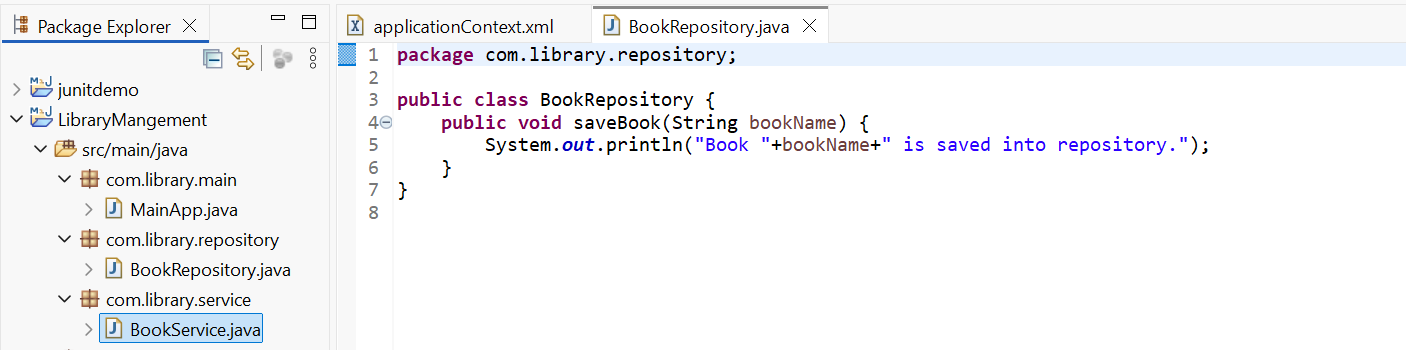 Package Explorer
junitdemo
LibraryMangement
src/main/java
com.library.main
MainApp.java
com.library.repository
BookRepository.java
com.library.service
BookService.java
applicationContext.xml
BookRepository.java
1 package com.library.repository;
2
3 public class BookRepository {
4 public void saveBook(String bookName) {
5 System.out.println("Book "+bookName+" is saved into repository.");
6 }
7 }
8